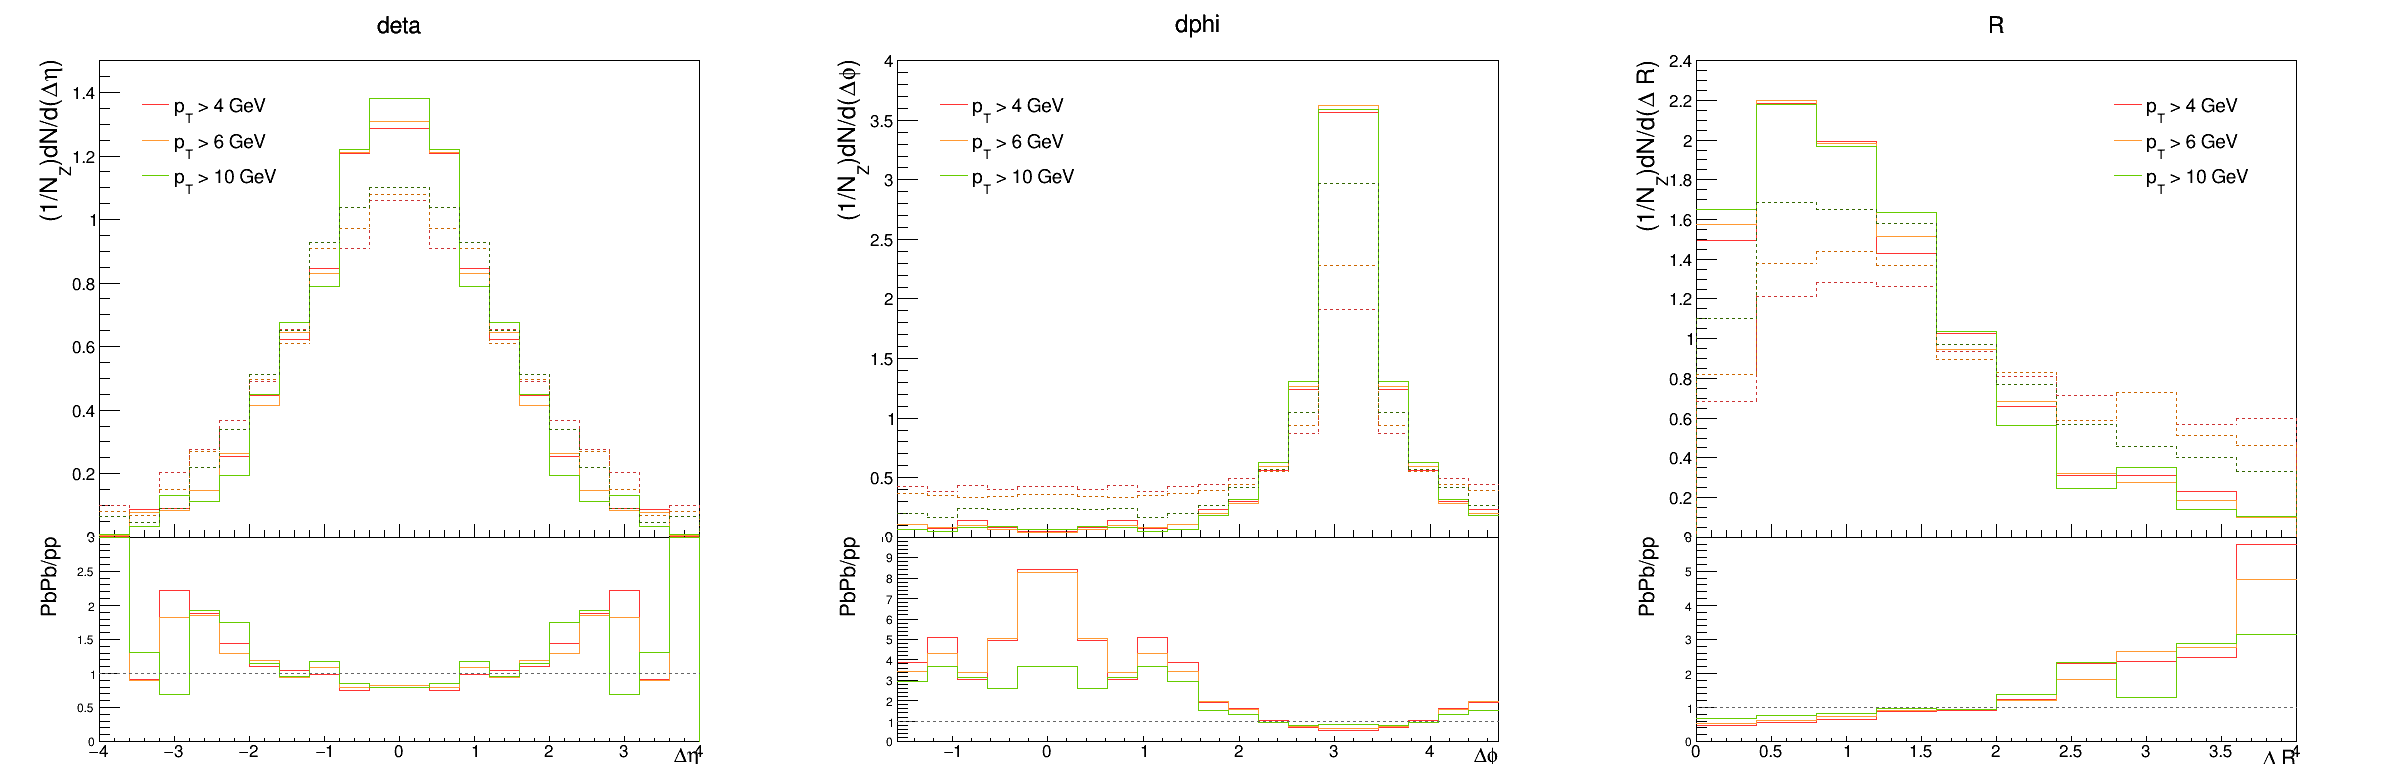 deta
(1/N_Z)dN/d(Δη)
1.4
1.2
1
0.8
0.6
0.4
0.2
p_T > 4 GeV
p_T > 6 GeV
p_T > 10 GeV
PbPb/pp
3
2.5
2
1.5
1
0.5
0
−4 −3 −2 −1 0 1 2 3 4
Δη
dphi
(1/N_Z)dN/d(Δϕ)
4
3.5
3
2.5
2
1.5
1
0.5
0
p_T > 4 GeV
p_T > 6 GeV
p_T > 10 GeV
PbPb/pp
9
8
7
6
5
4
3
2
1
0
−1 0 1 2 3 4
Δϕ
R
(1/N_Z)dN/d(Δ R)
2.4
2.2
2
1.8
1.6
1.4
1.2
1
0.8
0.6
0.4
0.2
p_T > 4 GeV
p_T > 6 GeV
p_T > 10 GeV
PbPb/pp
5
4
3
2
1
0
0 0.5 1 1.5 2 2.5 3 3.5 4
Δ R